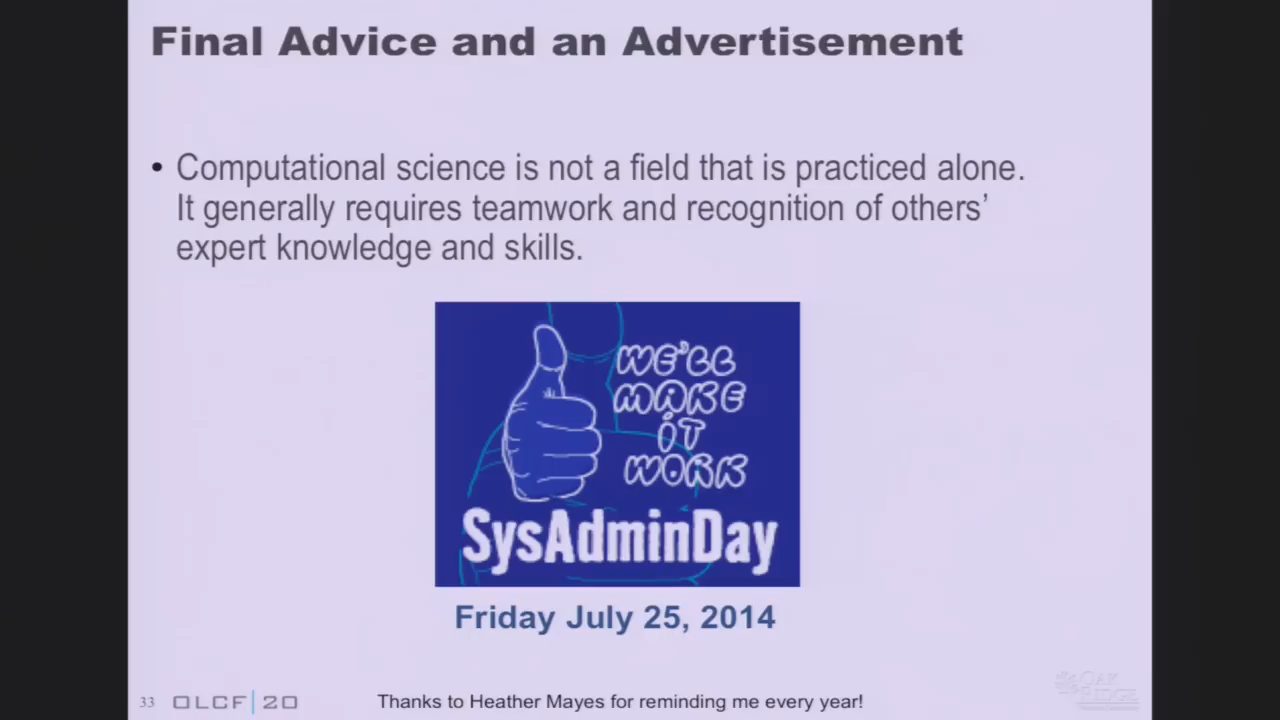 Final Advice and an Advertisement
• Computational science is not a field that is practiced alone.
It generally requires teamwork and recognition of others’
expert knowledge and skills.
WE'LL
MAKE
iT
WORK
SysAdminDay
Friday July 25, 2014
33 OLCF|20 Thanks to Heather Mayes for reminding me every year!
OAK
RIDGE